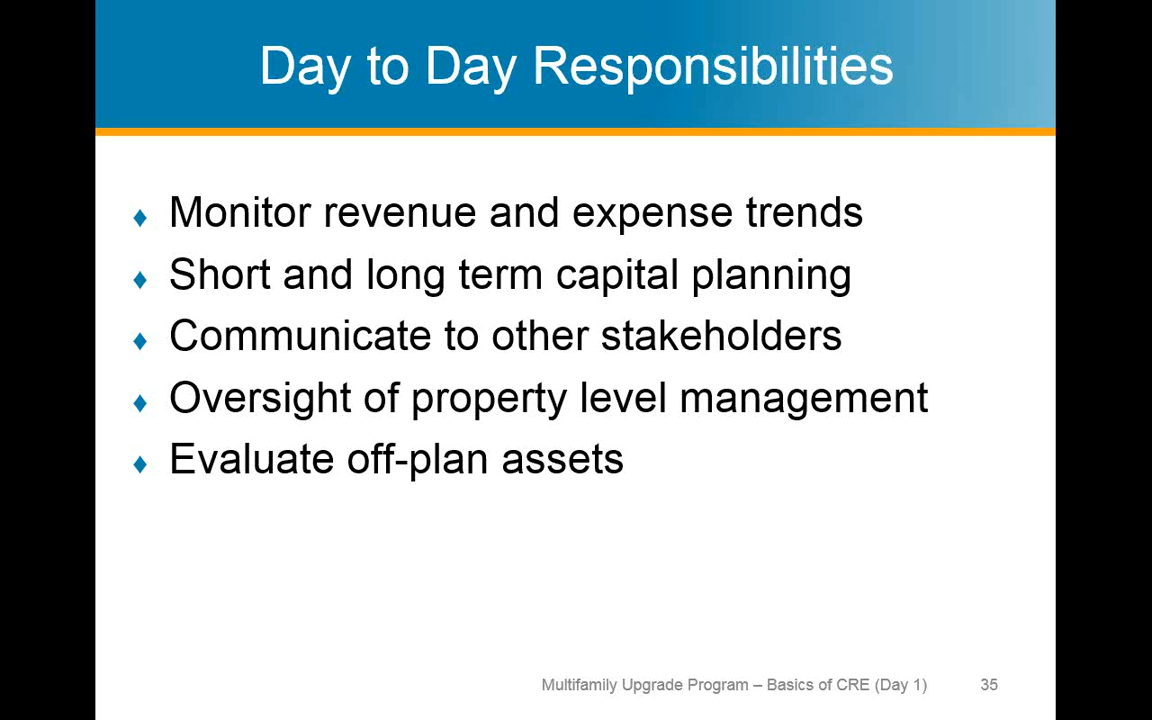 Day to Day Responsibilities
Monitor revenue and expense trends
Short and long term capital planning
Communicate to other stakeholders
Oversight of property level management
Evaluate off-plan assets
Multifamily Upgrade Program – Basics of CRE (Day 1) 35